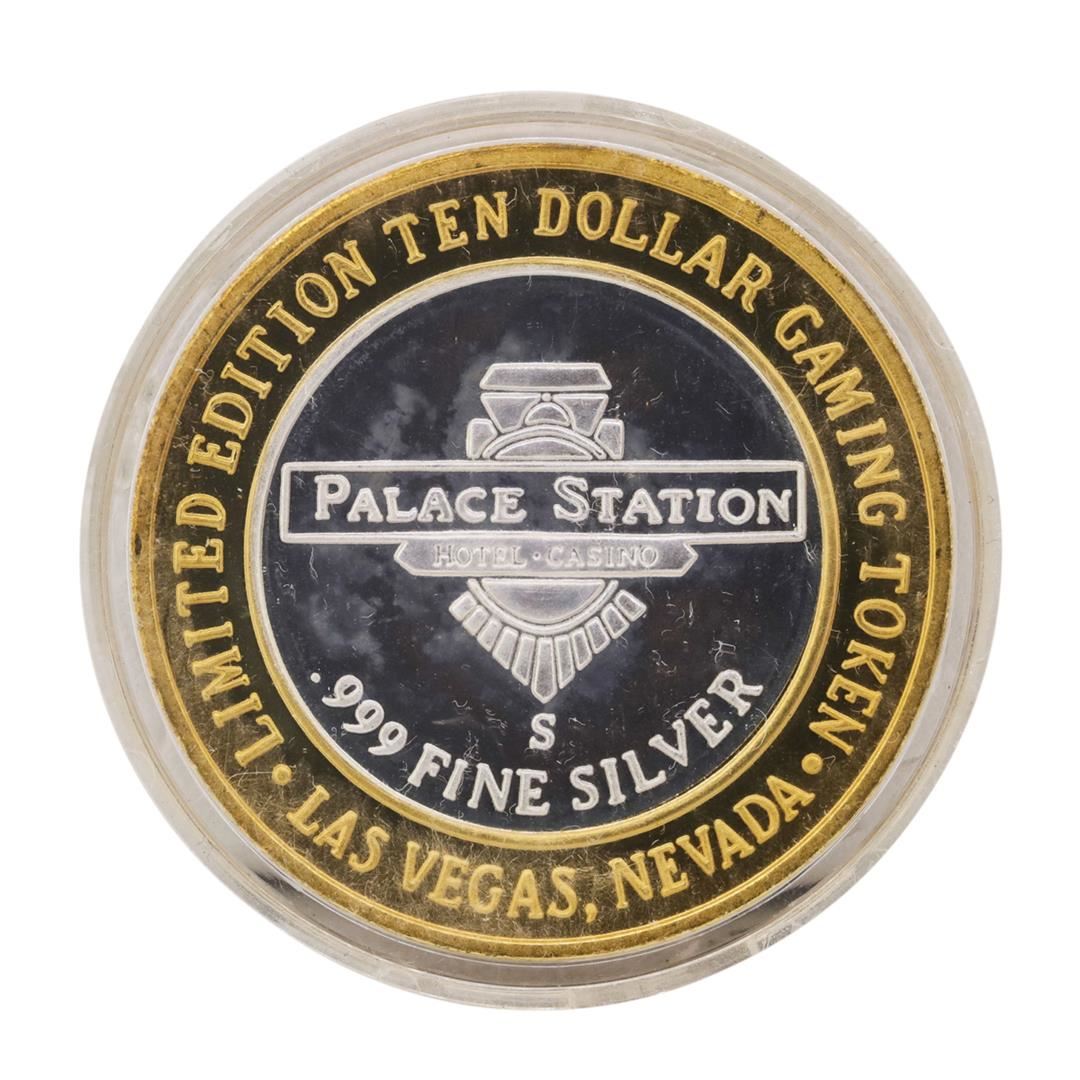 LIMITED EDITION TEN DOLLAR GAMING TOKEN
PALACE STATION
HOTEL · CASINO
S
.999 FINE SILVER
• LAS VEGAS, NEVADA •